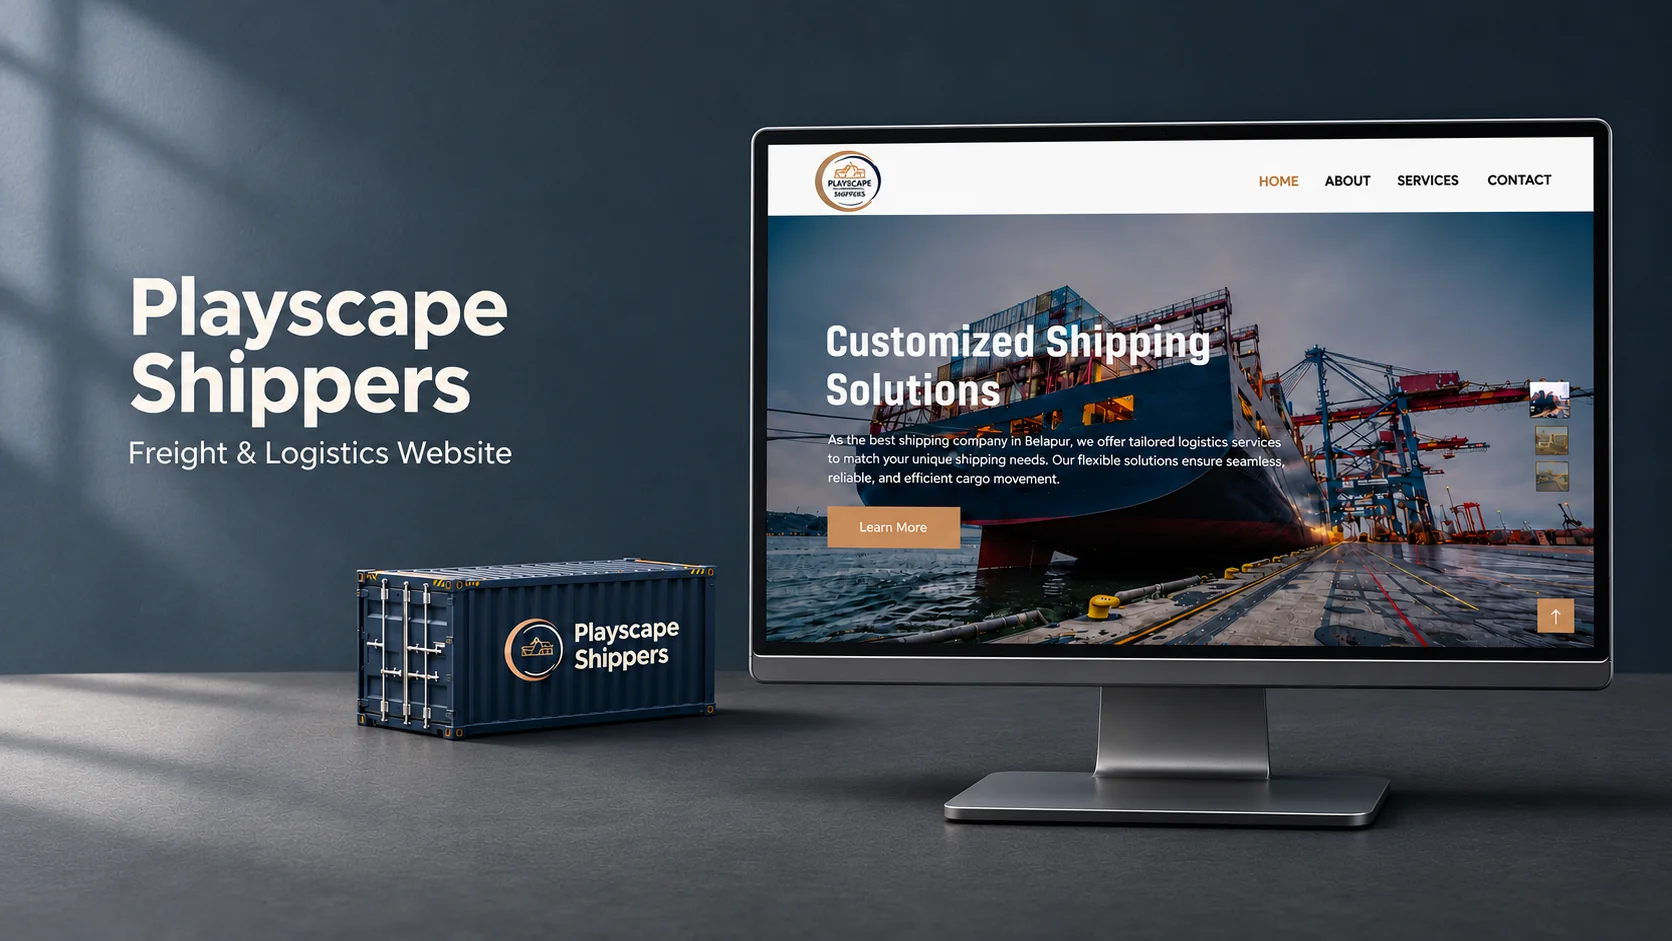 Playscape
Shippers
Freight & Logistics Website
Playscape
Shippers
PLAYSCAPE
SHIPPERS
HOME
ABOUT
SERVICES
CONTACT
Customized Shipping
Solutions
As the best shipping company in Belapur, we offer tailored logistics services
to match your unique shipping needs. Our flexible solutions ensure seamless,
reliable, and efficient cargo movement.
Learn More